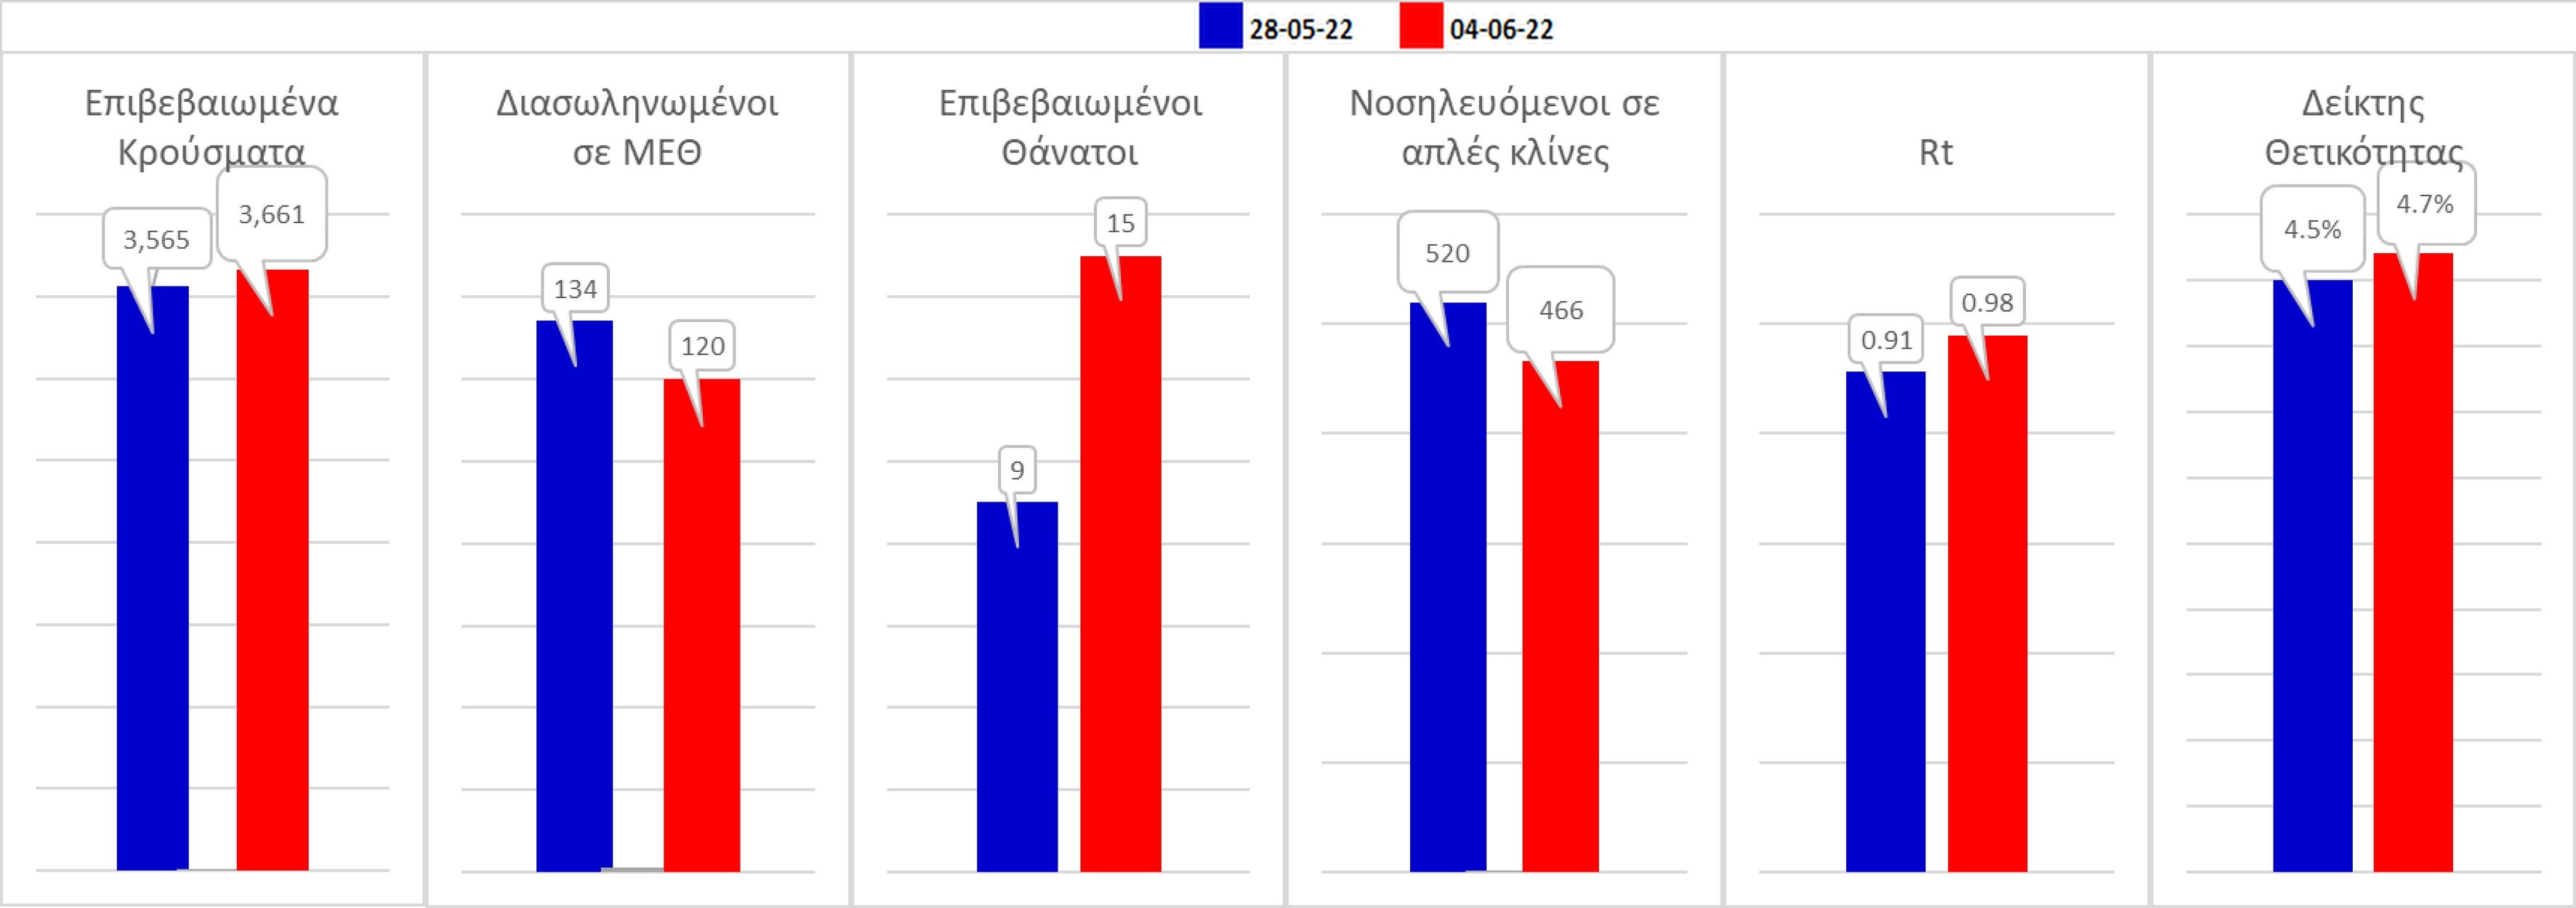 28-05-22 04-06-22
Επιβεβαιωμένα
Κρούσματα
3,565
3,661
Διασωληνωμένοι
σε ΜΕΘ
134
120
Επιβεβαιωμένοι
Θάνατοι
9
15
Νοσηλευόμενοι σε
απλές κλίνες
520
466
Rt
0.91
0.98
Δείκτης
Θετικότητας
4.5%
4.7%